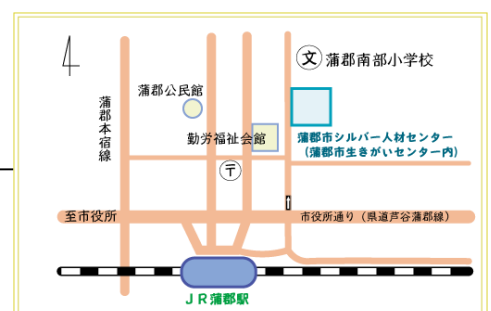 文 蒲郡南部小学校
蒲郡公民館
蒲郡本宿線
勤労福祉会館
蒲郡市シルバー人材センター
(蒲郡市生きがいセンター内)
〒
至市役所
市役所通り(県道芦谷蒲郡線)
JR蒲郡駅